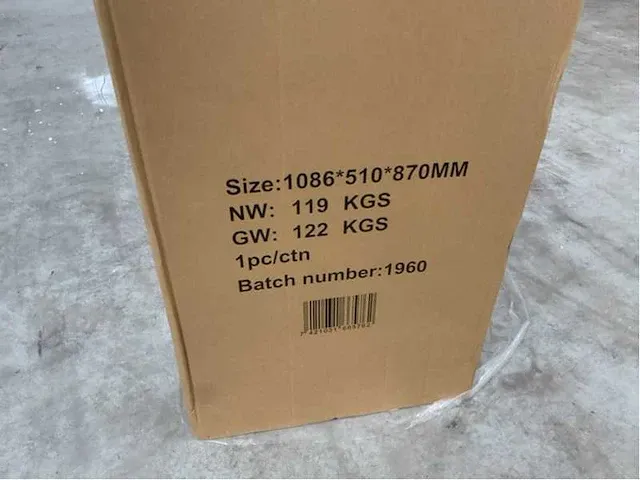 Size:1086*510*870MM
NW: 119 KGS
GW: 122 KGS
1pc/ctn
Batch number:1960